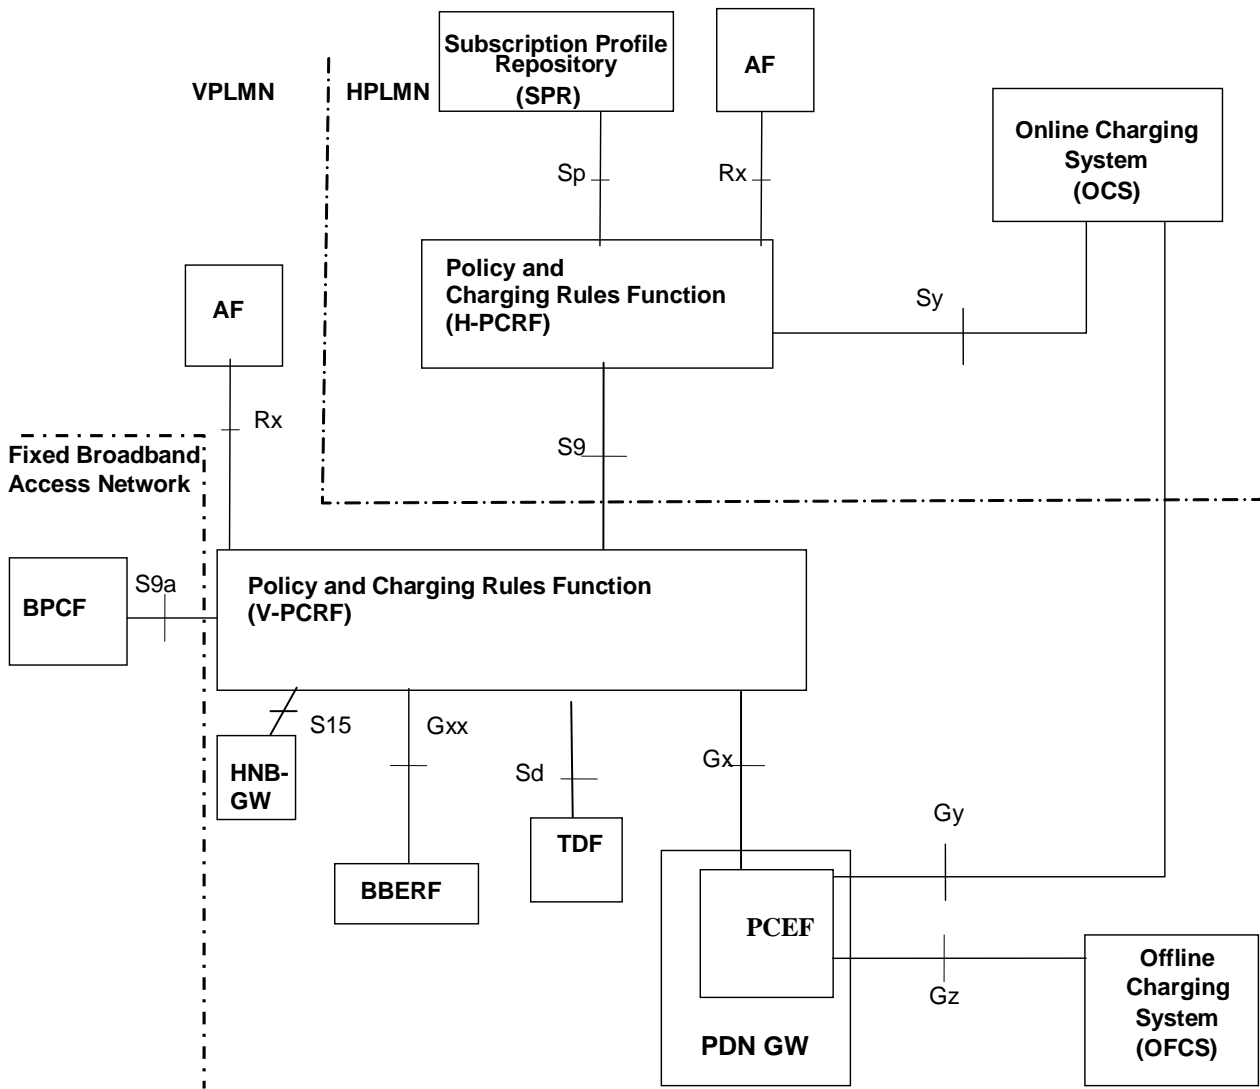 Subscription Profile
Repository
(SPR)
AF
VPLMN
HPLMN
Online Charging
System
(OCS)
Sp
Rx
Policy and
Charging Rules Function
(H-PCRF)
AF
Sy
Rx
S9
Fixed Broadband
Access Network
S9a
BPCF
Policy and Charging Rules Function
(V-PCRF)
S15
Gxx
Sd
Gx
HNB-
GW
TDF
BBERF
Gy
PCEF
Gz
PDN GW
Offline
Charging
System
(OFCS)